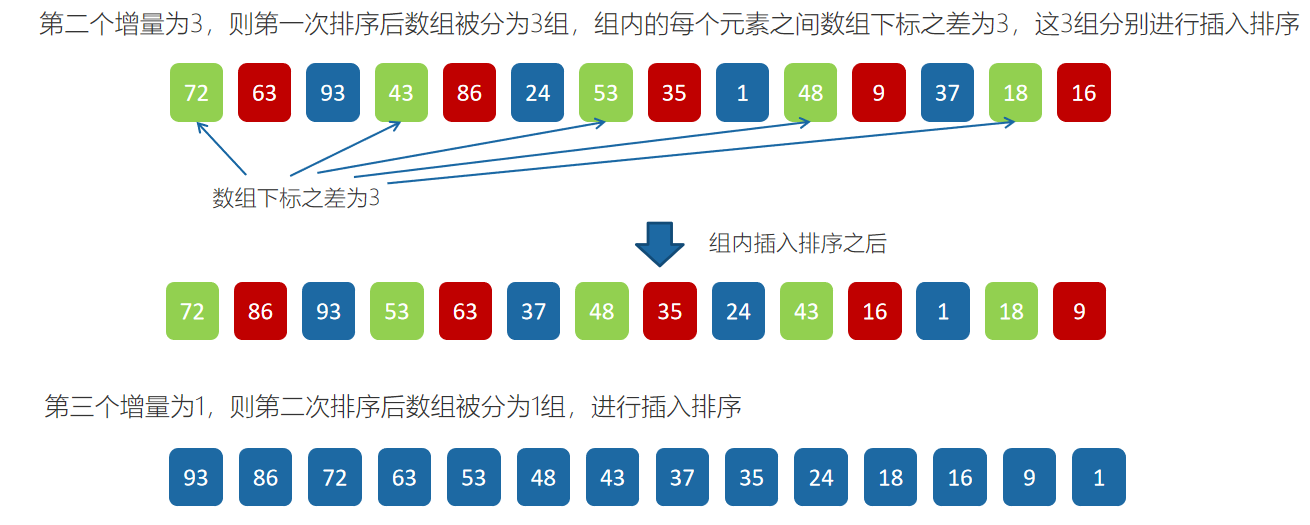 第二个增量为3，则第一次排序后数组被分为3组，组内的每个元素之间数组下标之差为3，这3组分别进行插入排序
72 63 93 43 86 24 53 35 1 48 9 37 18 16
数组下标之差为3
组内插入排序之后
72 86 93 53 63 37 48 35 24 43 16 1 18 9
第三个增量为1，则第二次排序后数组被分为1组，进行插入排序
93 86 72 63 53 48 43 37 35 24 18 16 9 1